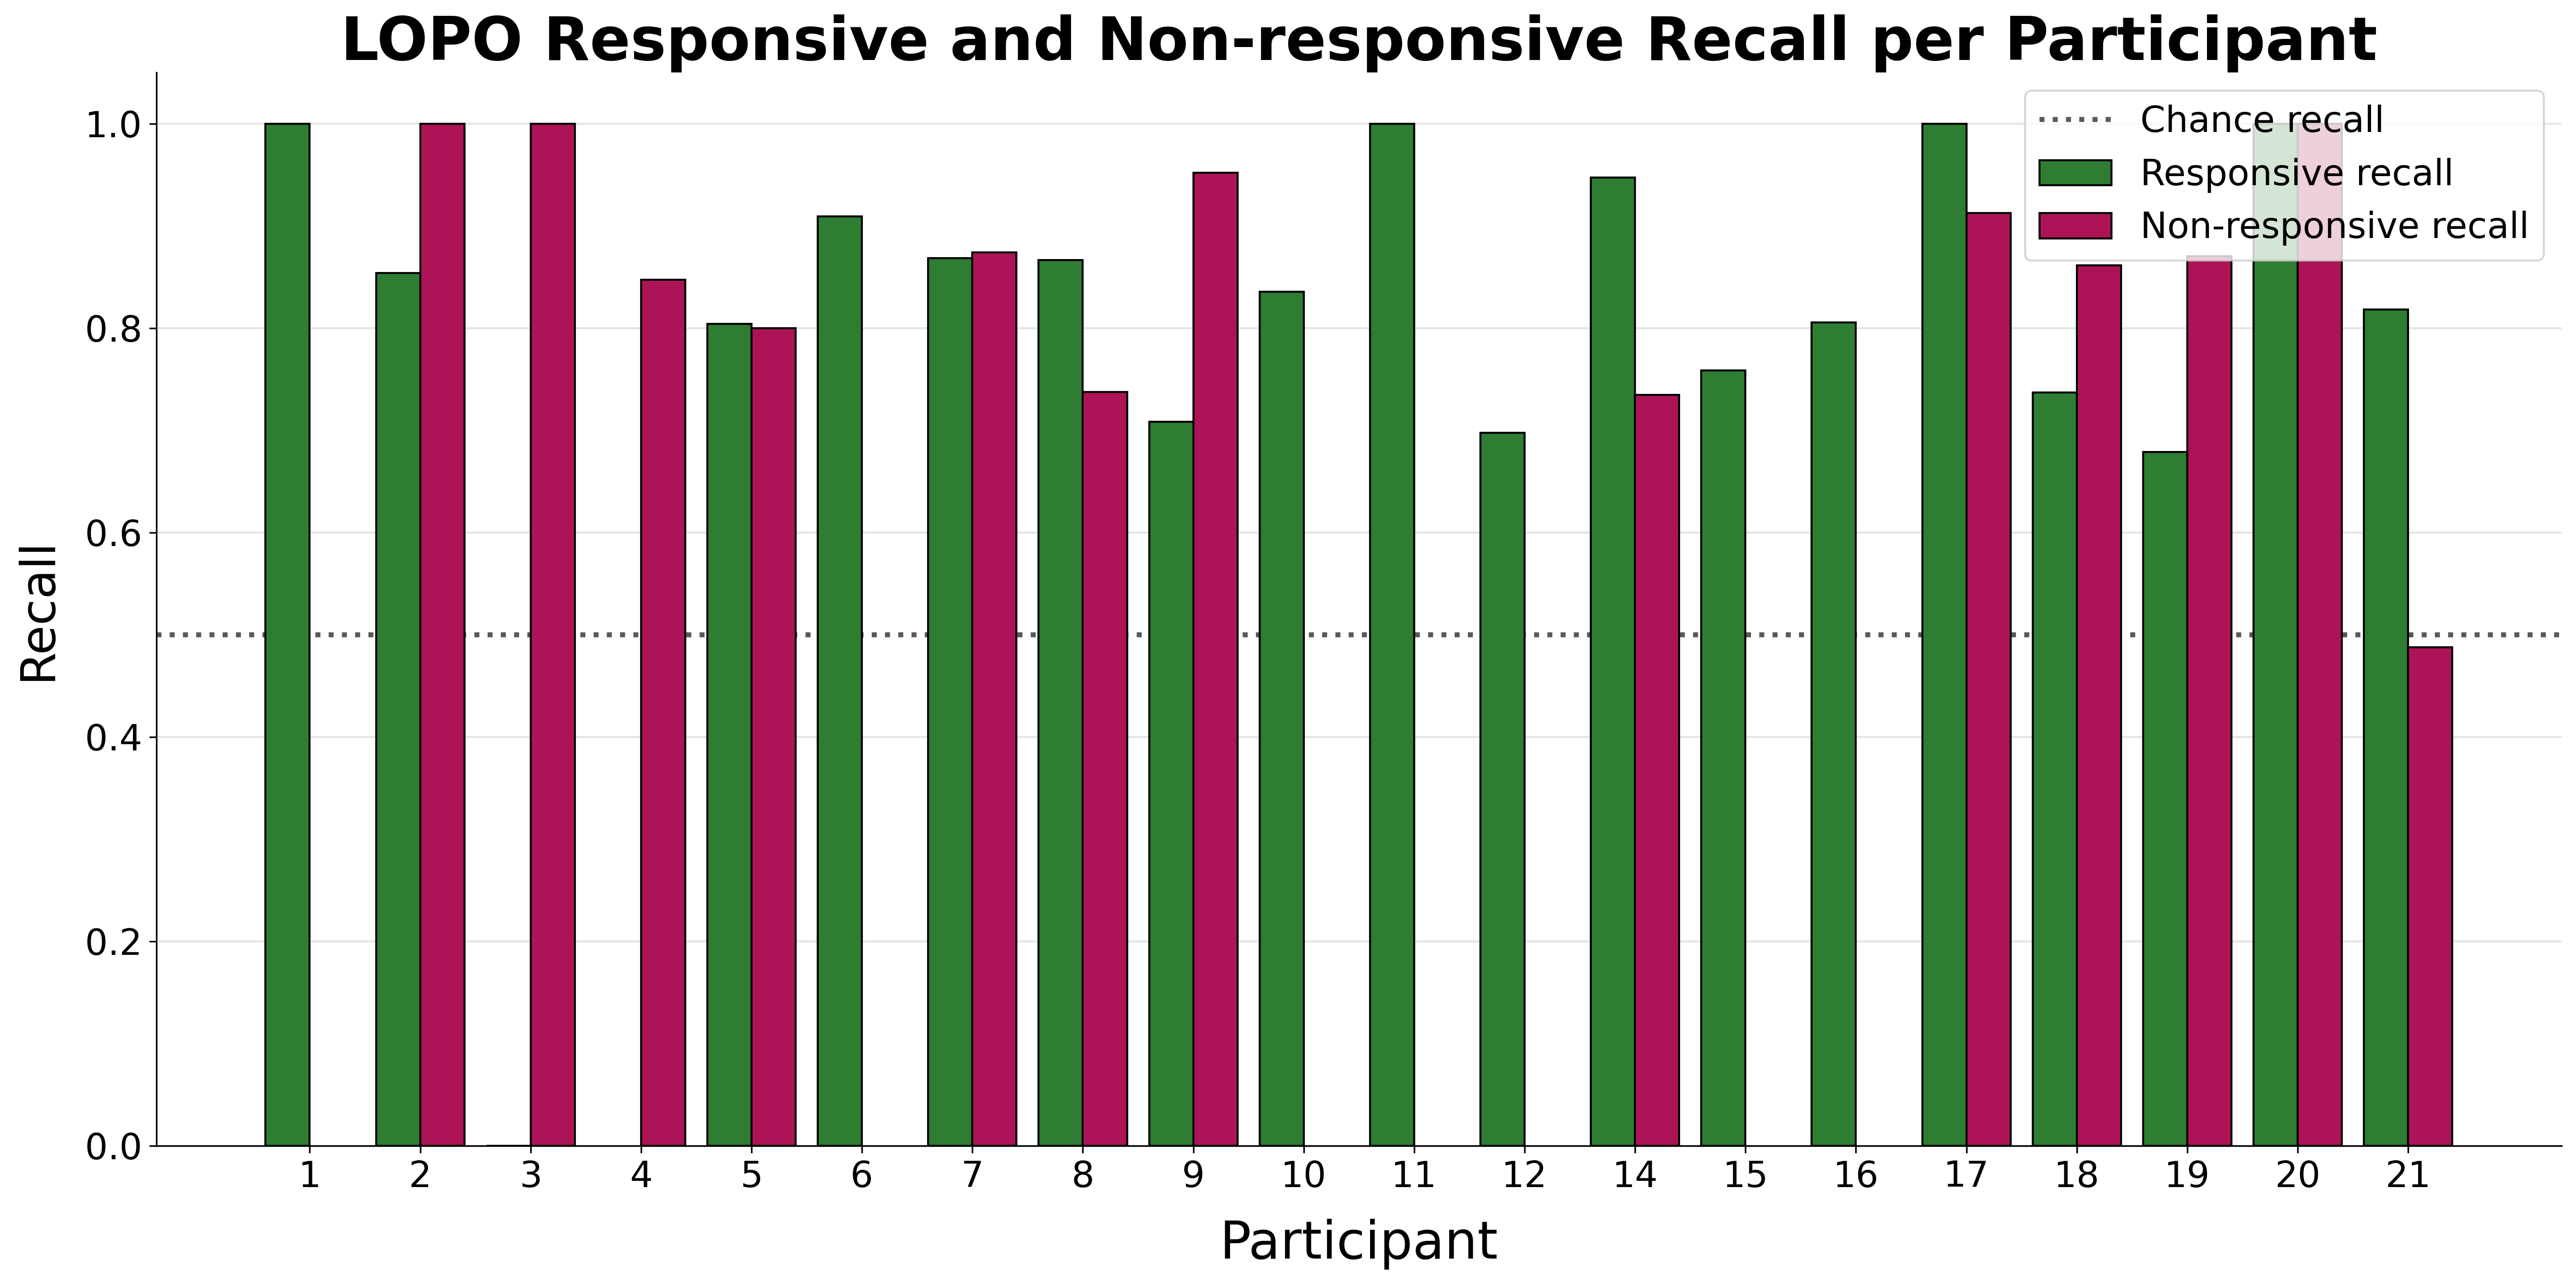 LOPO Responsive and Non-responsive Recall per Participant
Chance recall
Responsive recall
Non-responsive recall
Recall
1.0
0.8
0.6
0.4
0.2
0.0
1 2 3 4 5 6 7 8 9 10 11 12 14 15 16 17 18 19 20 21
Participant